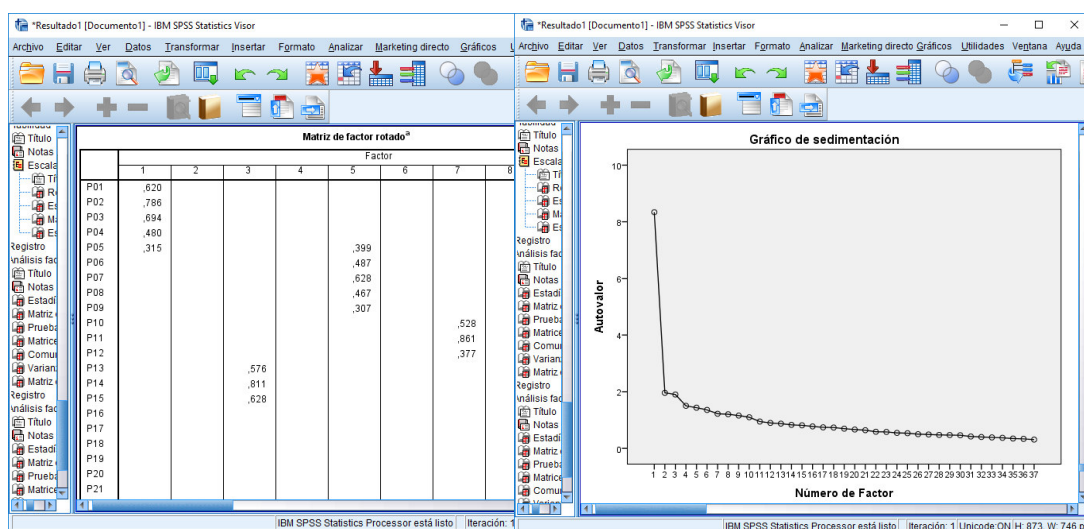 *Resultado1 [Documento1] - IBM SPSS Statistics Visor
Archivo Editar Ver Datos Transformar Insertar Formato Analizar Marketing directo Gráficos
Título
Notas
Escala
Registro
Título
Notas
Registro
Título
Notas
Matriz de factor rotadoª
Factor
1 2 3 4 5 6 7 8
P01 ,620
P02 ,786
P03 ,694
P04 ,480
P05 ,315 ,399
P06 ,487
P07 ,628
P08 ,467
P09 ,307
P10 ,528
P11 ,861
P12 ,377
P13 ,576
P14 ,811
P15 ,628
P16
P17
P18
P19
P20
P21
IBM SPSS Statistics Processor está listo Iteración: 1
*Resultado1 [Documento1] - IBM SPSS Statistics Visor
Archivo Editar Ver Datos Transformar Insertar Formato Analizar Marketing directo Gráficos Utilidades Ventana Ayuda
Título
Notas
Escala
Registro
Título
Notas
Registro
Título
Notas
Gráfico de sedimentación
Autovalor
10
8
6
4
2
0
1 2 3 4 5 6 7 8 9 10 11 12 13 14 15 16 17 18 19 20 21 22 23 24 25 26 27 28 29 30 31 32 33 34 35 36 37
Número de Factor
IBM SPSS Statistics Processor está listo Iteración: 1 Unicode:ON H: 873, W: 746